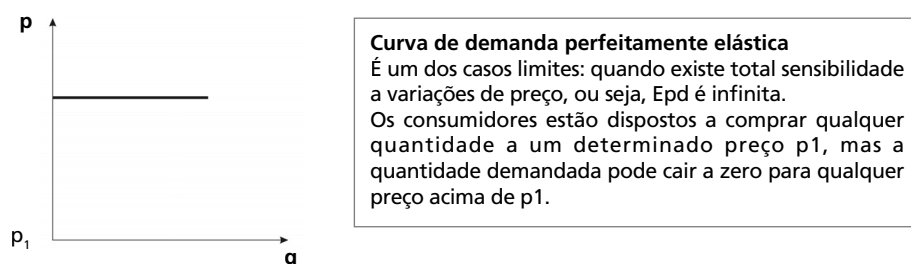 p
p₁
q
Curva de demanda perfeitamente elástica
É um dos casos limites: quando existe total sensibilidade
a variações de preço, ou seja, Epd é infinita.
Os consumidores estão dispostos a comprar qualquer
quantidade a um determinado preço p1, mas a
quantidade demandada pode cair a zero para qualquer
preço acima de p1.